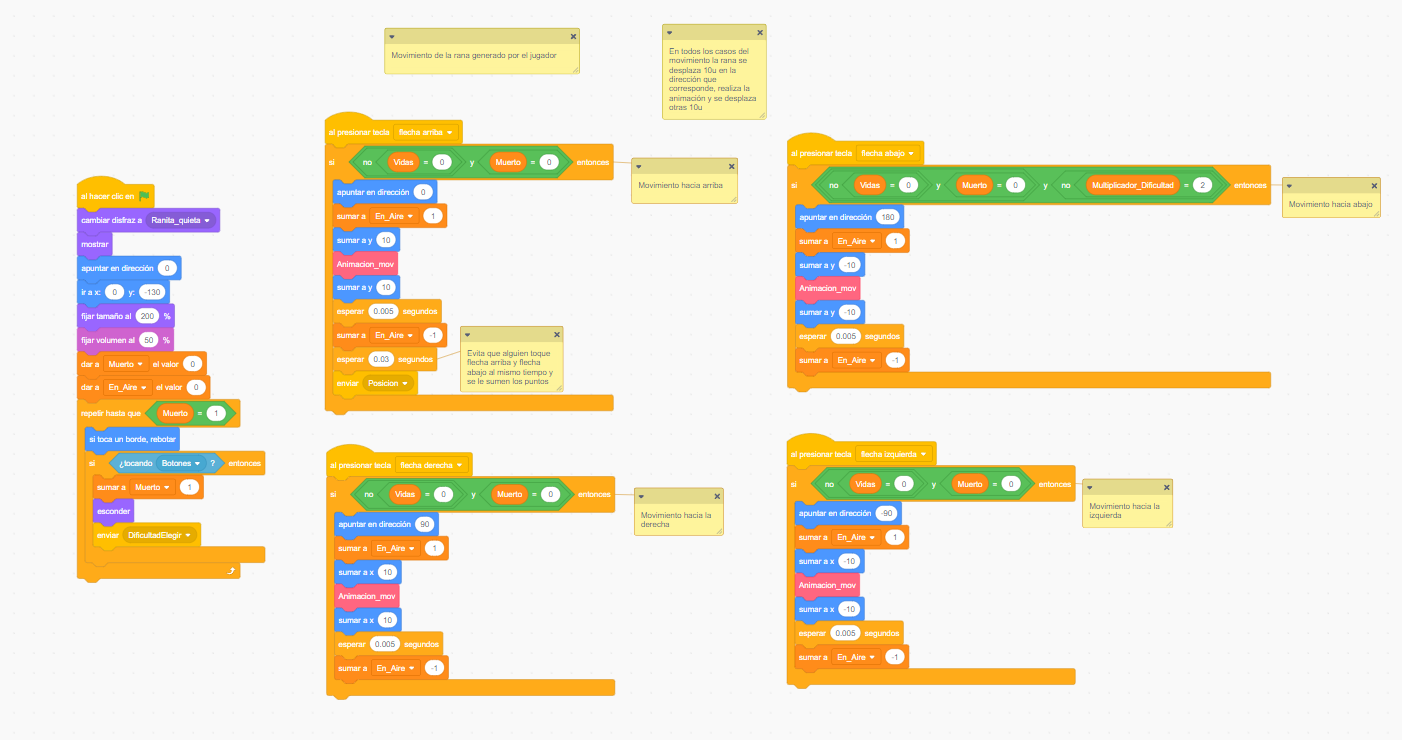 Movimiento de la rana generado por el jugador
En todos los casos del
movimiento la rana se
desplaza 10u en la
dirección que
corresponde, realiza la
animación y se desplaza
otras 10u
al hacer clic en
cambiar disfraz a Ranita_quieta
mostrar
apuntar en dirección 0
ir a x: 0 y: -130
fijar tamaño al 200 %
fijar volumen al 50 %
dar a Muerto el valor 0
dar a En_Aire el valor 0
repetir hasta que Muerto = 1
si toca un borde, rebotar
si ¿tocando Botones ? entonces
sumar a Muerto 1
esconder
enviar DificultadElegir
al presionar tecla flecha arriba
si no Vidas = 0 y Muerto = 0 entonces
Movimiento hacia arriba
apuntar en dirección 0
sumar a En_Aire 1
sumar a y 10
Animacion_mov
sumar a y 10
esperar 0.005 segundos
sumar a En_Aire -1
esperar 0.03 segundos
enviar Posicion
Evita que alguien toque
flecha arriba y flecha
abajo al mismo tiempo y
se le sumen los puntos
al presionar tecla flecha abajo
si no Vidas = 0 y Muerto = 0 y no Multiplicador_Dificultad = 2 entonces
Movimiento hacia abajo
apuntar en dirección 180
sumar a En_Aire 1
sumar a y -10
Animacion_mov
sumar a y -10
esperar 0.005 segundos
sumar a En_Aire -1
al presionar tecla flecha derecha
si no Vidas = 0 y Muerto = 0 entonces
Movimiento hacia la
derecha
apuntar en dirección 90
sumar a En_Aire 1
sumar a x 10
Animacion_mov
sumar a x 10
esperar 0.005 segundos
sumar a En_Aire -1
al presionar tecla flecha izquierda
si no Vidas = 0 y Muerto = 0 entonces
Movimiento hacia la
izquierda
apuntar en dirección -90
sumar a En_Aire 1
sumar a x -10
Animacion_mov
sumar a x -10
esperar 0.005 segundos
sumar a En_Aire -1